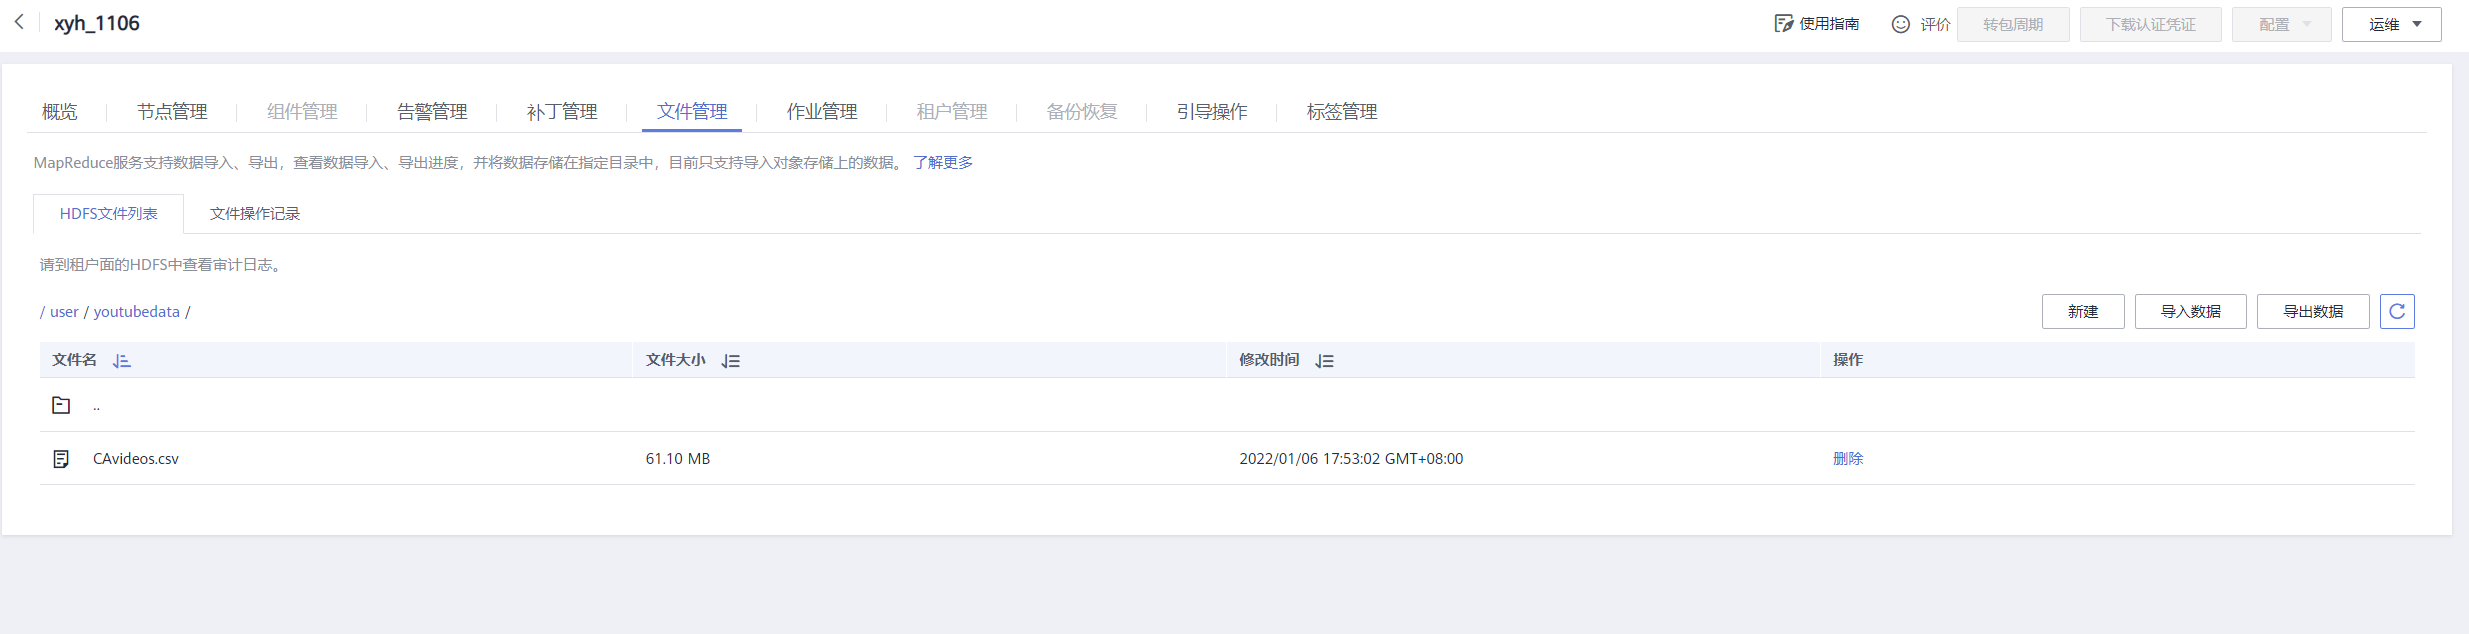 xyh_1106 使用指南 评价 转包周期 下载认证凭证 配置 运维
概览 节点管理 组件管理 告警管理 补丁管理 文件管理 作业管理 租户管理 备份恢复 引导操作 标签管理
MapReduce服务支持数据导入、导出，查看数据导入、导出进度，并将数据存储在指定目录中，目前只支持导入对象存储上的数据。 了解更多
HDFS文件列表 文件操作记录
请到租户面的HDFS中查看审计日志。
/ user / youtubedata / 新建 导入数据 导出数据
文件名 文件大小 修改时间 操作
..
CAvideos.csv 61.10 MB 2022/01/06 17:53:02 GMT+08:00 删除